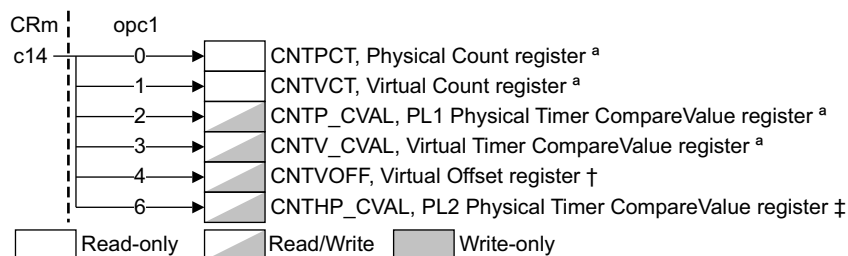 CRm opc1
c14 0 CNTPCT, Physical Count register ª
1 CNTVCT, Virtual Count register ª
2 CNTP_CVAL, PL1 Physical Timer CompareValue register ª
3 CNTV_CVAL, Virtual Timer CompareValue register ª
4 CNTVOFF, Virtual Offset register †
6 CNTHP_CVAL, PL2 Physical Timer CompareValue register ‡
Read-only Read/Write Write-only